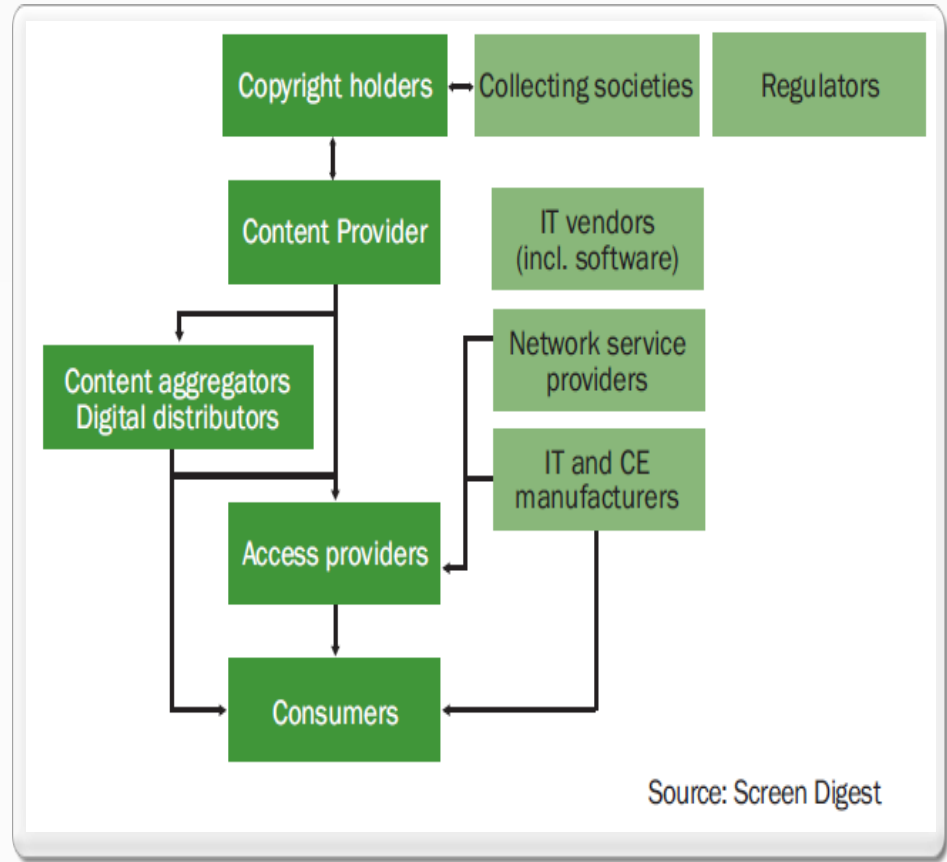 Copyright holders
Collecting societies
Regulators
Content Provider
IT vendors
(incl. software)
Network service
providers
Content aggregators
Digital distributors
IT and CE
manufacturers
Access providers
Consumers
Source: Screen Digest